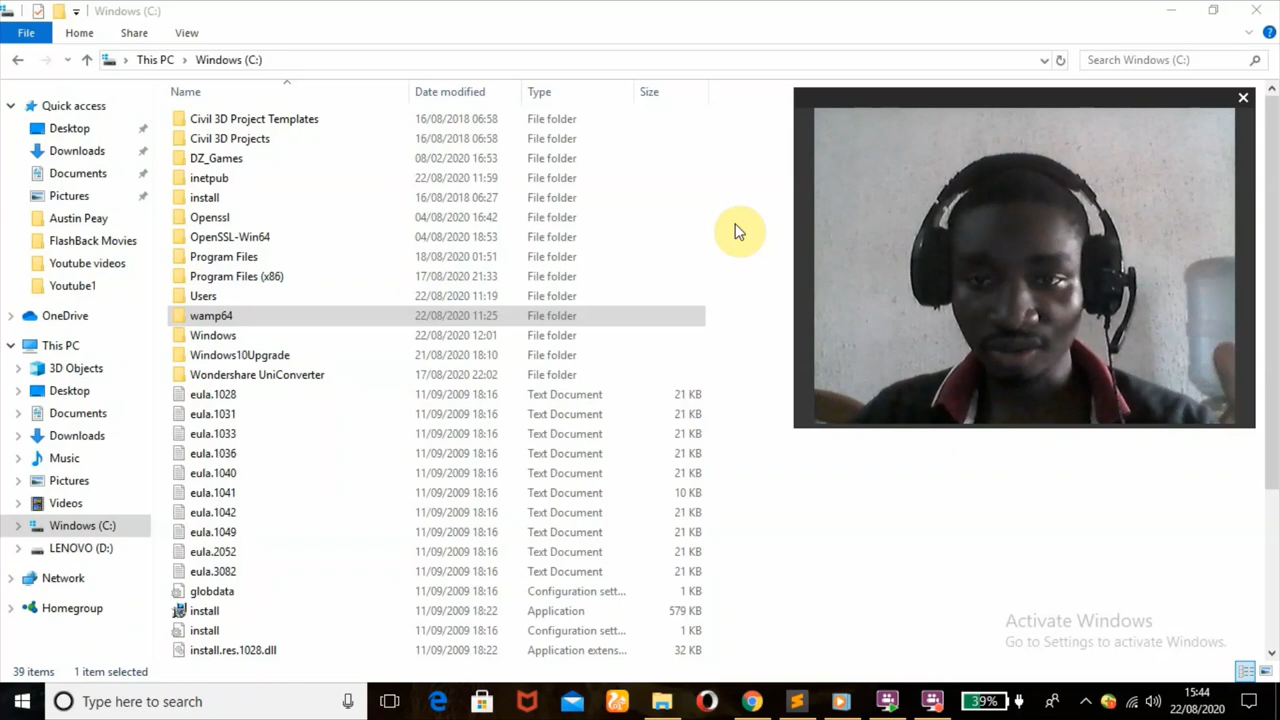 Windows (C:)
File Home Share View
This PC Windows (C:) Search Windows (C:)
Name Date modified Type Size
Quick access
Desktop
Downloads
Documents
Pictures
Austin Peay
FlashBack Movies
Youtube videos
Youtube1
OneDrive
This PC
3D Objects
Desktop
Documents
Downloads
Music
Pictures
Videos
Windows (C:)
LENOVO (D:)
Network
Homegroup
Civil 3D Project Templates 16/08/2018 06:58 File folder
Civil 3D Projects 16/08/2018 06:58 File folder
DZ_Games 08/02/2020 16:53 File folder
inetpub 22/08/2020 11:59 File folder
install 16/08/2018 06:27 File folder
Openssl 04/08/2020 16:42 File folder
OpenSSL-Win64 04/08/2020 18:53 File folder
Program Files 18/08/2020 01:51 File folder
Program Files (x86) 17/08/2020 21:33 File folder
Users 22/08/2020 11:19 File folder
wamp64 22/08/2020 11:25 File folder
Windows 22/08/2020 12:01 File folder
Windows10Upgrade 21/08/2020 18:10 File folder
Wondershare UniConverter 17/08/2020 22:02 File folder
eula.1028 11/09/2009 18:16 Text Document 21 KB
eula.1031 11/09/2009 18:16 Text Document 21 KB
eula.1033 11/09/2009 18:16 Text Document 21 KB
eula.1036 11/09/2009 18:16 Text Document 21 KB
eula.1040 11/09/2009 18:16 Text Document 21 KB
eula.1041 11/09/2009 18:16 Text Document 10 KB
eula.1042 11/09/2009 18:16 Text Document 21 KB
eula.1049 11/09/2009 18:16 Text Document 21 KB
eula.2052 11/09/2009 18:16 Text Document 21 KB
eula.3082 11/09/2009 18:16 Text Document 21 KB
globdata 11/09/2009 18:16 Configuration sett... 1 KB
install 11/09/2009 18:22 Application 579 KB
install 11/09/2009 18:16 Configuration sett... 1 KB
install.res.1028.dll 11/09/2009 18:22 Application extens... 32 KB
Activate Windows
Go to Settings to activate Windows.
39 items 1 item selected
Type here to search
39%
15:44
22/08/2020